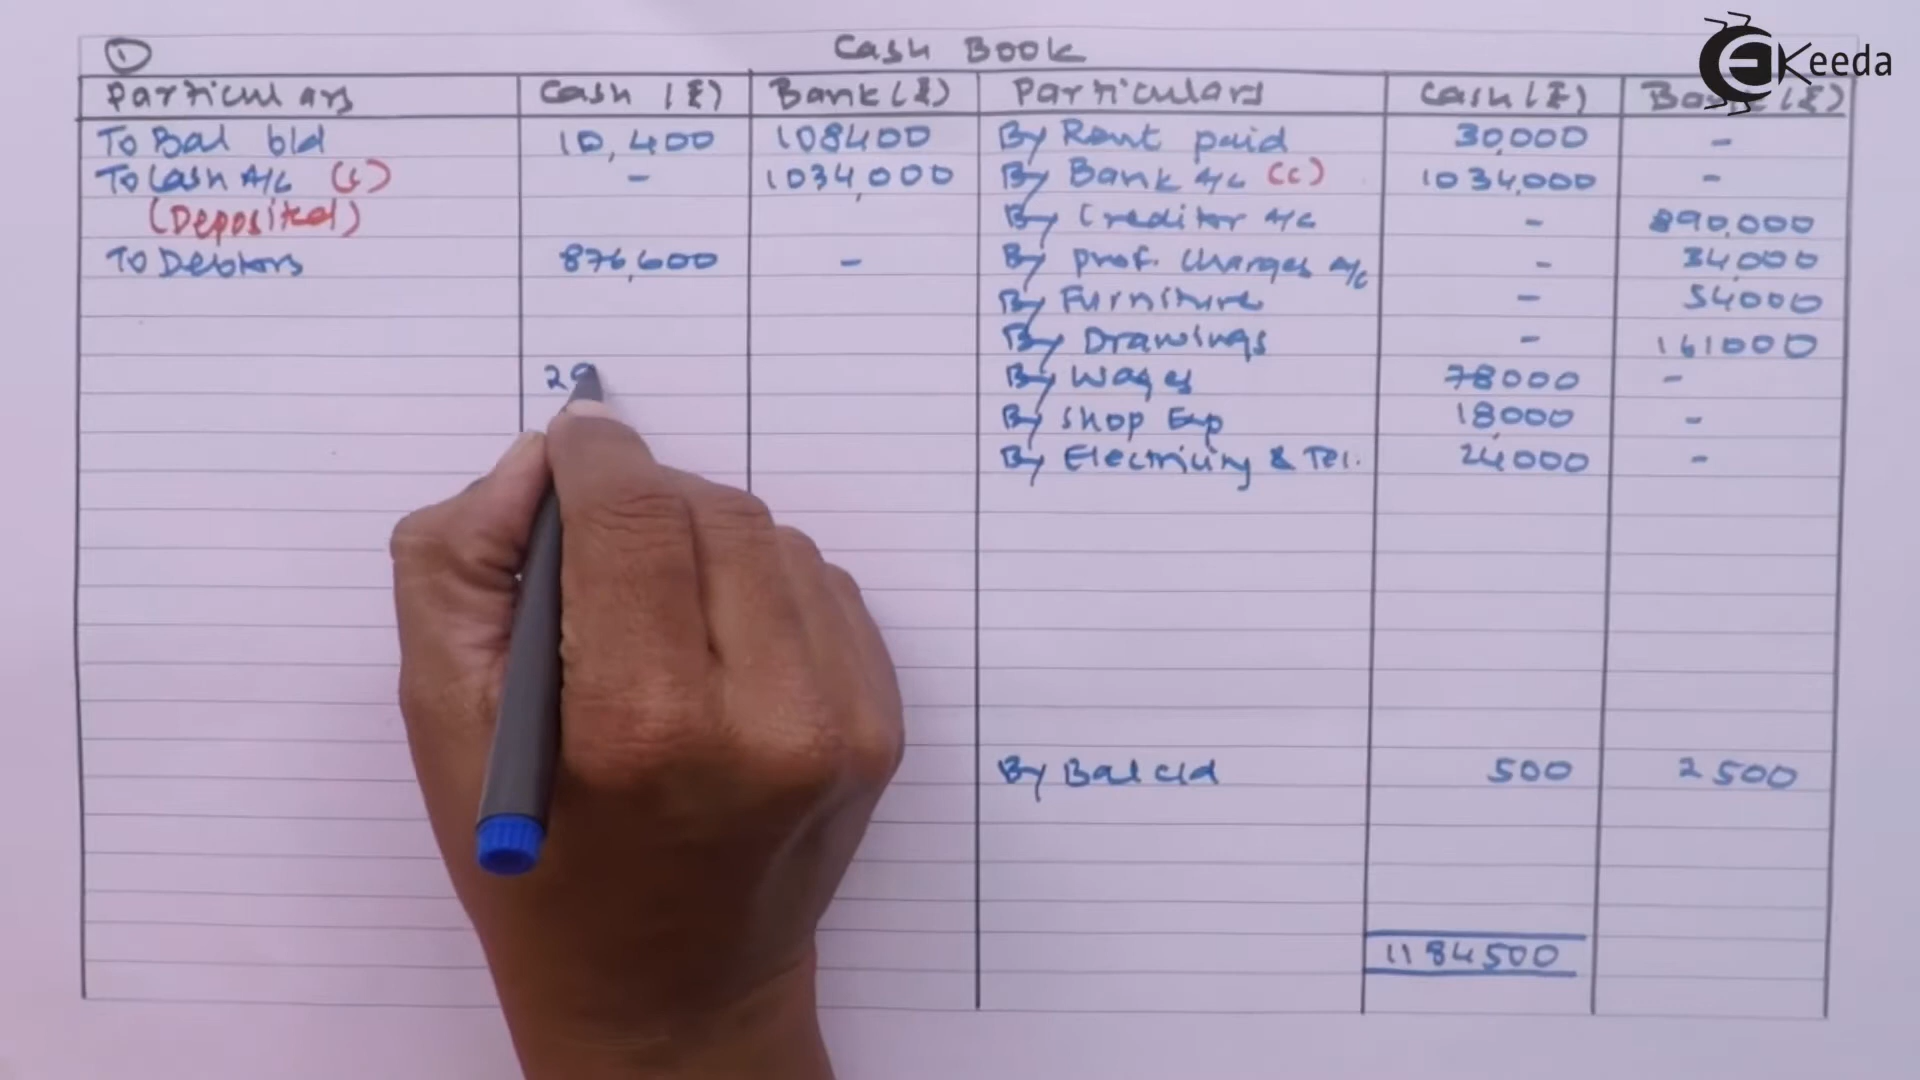 EKeeda
① Cash Book
Particulars Cash (₹) Bank (₹) Particulars Cash (₹) Bank (₹)
To Bal b/d 10,400 108400 By Rent paid 30,000 -
To Cash A/c (c) - 1034,000 By Bank A/c (c) 1034,000 -
(Deposited) By Creditor A/c - 890,000
To Debtors 876,600 - By prof. charges A/c - 34,000
By Furniture - 54000
By Drawings - 161000
29 By Wages 78000 -
By Shop Exp 18000 -
By Electricity & Tel. 24000 -
By Bal c/d 500 2500
1184500